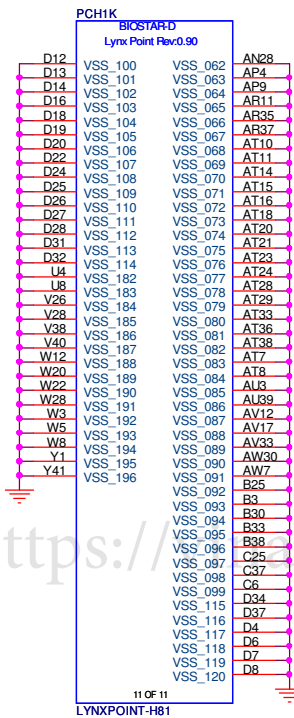 PCH1K
BIOSTAR-D
Lynx Point Rev:0.90
D12 VSS_100 VSS_062 AN28
D13 VSS_101 VSS_063 AP4
D14 VSS_102 VSS_064 AP9
D16 VSS_103 VSS_065 AR11
D18 VSS_104 VSS_066 AR35
D19 VSS_105 VSS_067 AR37
D20 VSS_106 VSS_068 AT10
D22 VSS_107 VSS_069 AT11
D24 VSS_108 VSS_070 AT14
D25 VSS_109 VSS_071 AT15
D26 VSS_110 VSS_072 AT16
D27 VSS_111 VSS_073 AT18
D28 VSS_112 VSS_074 AT20
D31 VSS_113 VSS_075 AT21
D32 VSS_114 VSS_076 AT23
U4 VSS_182 VSS_077 AT24
U8 VSS_183 VSS_078 AT28
V26 VSS_184 VSS_079 AT29
V28 VSS_185 VSS_080 AT33
V38 VSS_186 VSS_081 AT36
V40 VSS_187 VSS_082 AT38
W12 VSS_188 VSS_083 AT7
W20 VSS_189 VSS_084 AT8
W22 VSS_190 VSS_085 AU3
W28 VSS_191 VSS_086 AU39
W3 VSS_192 VSS_087 AV12
W5 VSS_193 VSS_088 AV17
W8 VSS_194 VSS_089 AV33
Y1 VSS_195 VSS_090 AW30
Y41 VSS_196 VSS_091 AW7
VSS_092 B25
VSS_093 B3
VSS_094 B30
VSS_095 B33
VSS_096 B38
VSS_097 C25
VSS_098 C37
VSS_099 C6
VSS_115 D34
VSS_116 D37
VSS_117 D4
VSS_118 D6
VSS_119 D7
VSS_120 D8
11 OF 11
LYNXPOINT-H81